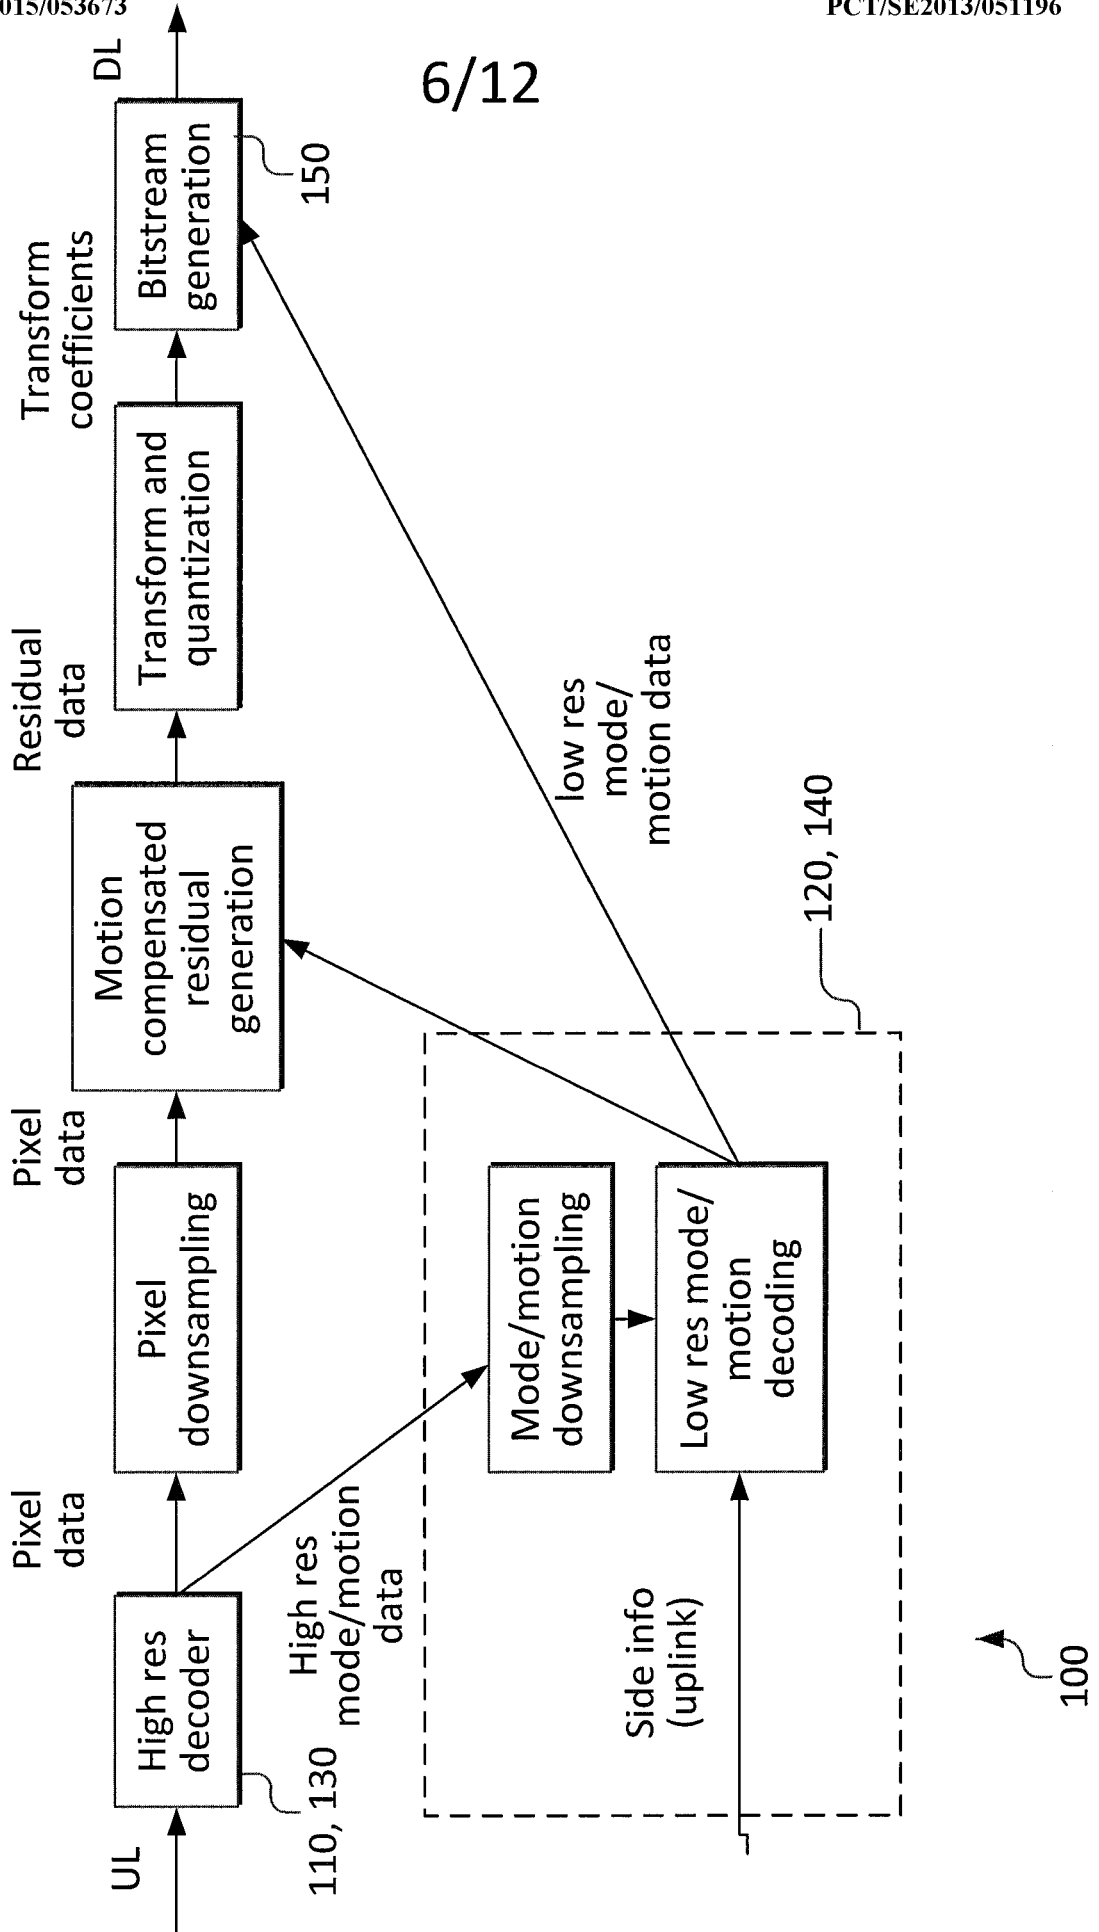 015/053673
PCT/SE2013/051196
6/12
UL
High res
decoder
110, 130
Pixel
data
High res
mode/motion
data
Pixel
downsampling
Pixel
data
Motion
compensated
residual
generation
Residual
data
Transform and
quantization
Transform
coefficients
Bitstream
generation
150
DL
Side info
(uplink)
Mode/motion
downsampling
Low res mode/
motion
decoding
low res
mode/
motion data
120, 140
100